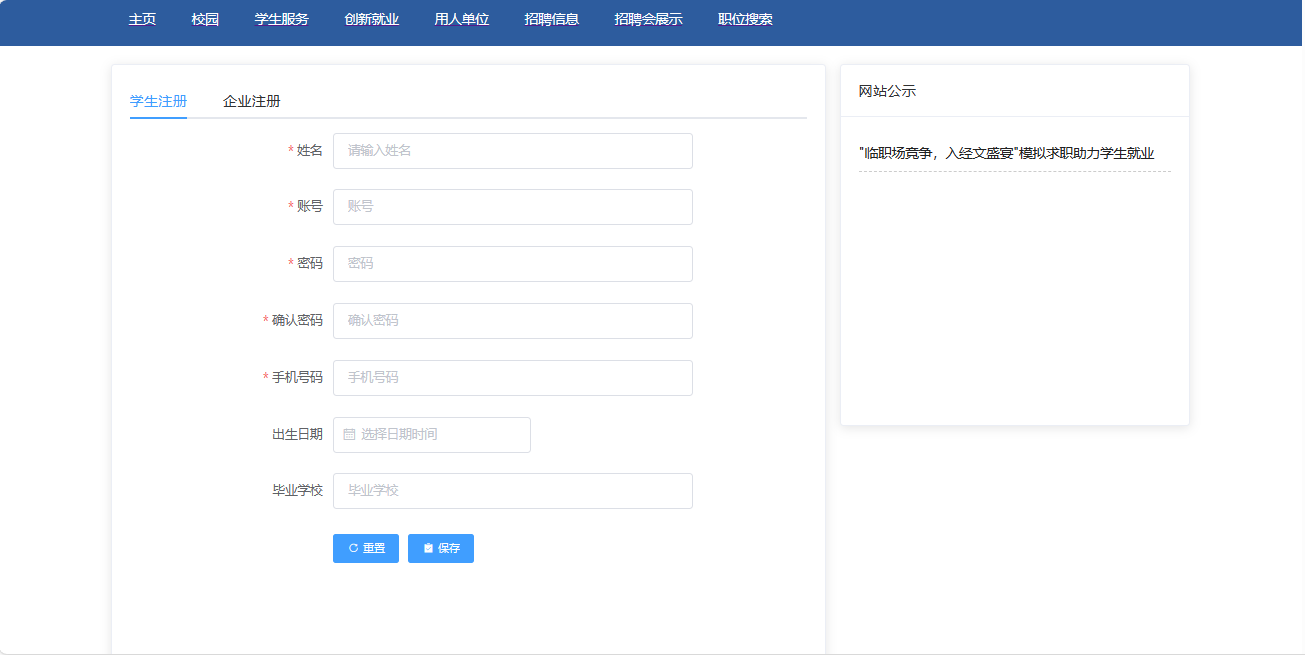 主页 校园 学生服务 创新就业 用人单位 招聘信息 招聘会展示 职位搜索
学生注册 企业注册
* 姓名 请输入姓名
* 账号 账号
* 密码 密码
* 确认密码 确认密码
* 手机号码 手机号码
出生日期 选择日期时间
毕业学校 毕业学校
重置 保存
网站公示
"临职场竞争，入经文盛宴"模拟求职助力学生就业